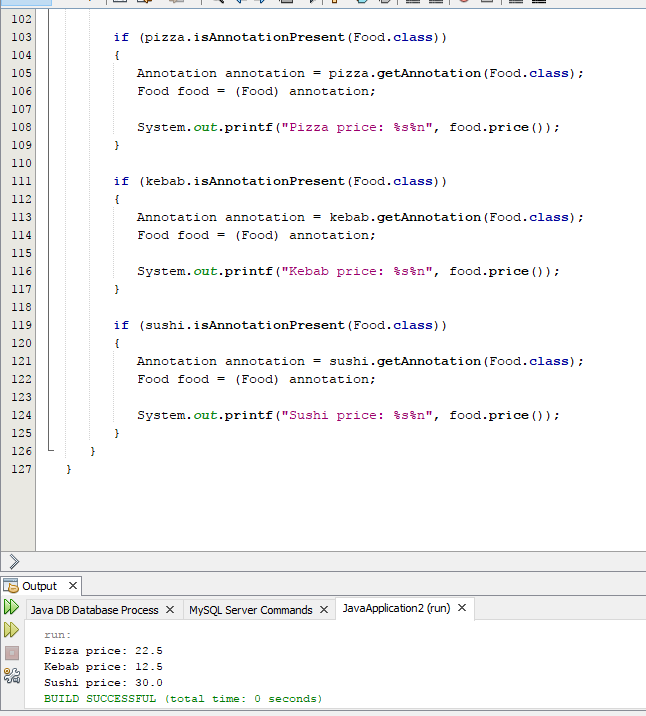 102
103 if (pizza.isAnnotationPresent(Food.class))
104 {
105 Annotation annotation = pizza.getAnnotation(Food.class);
106 Food food = (Food) annotation;
107
108 System.out.printf("Pizza price: %s%n", food.price());
109 }
110
111 if (kebab.isAnnotationPresent(Food.class))
112 {
113 Annotation annotation = kebab.getAnnotation(Food.class);
114 Food food = (Food) annotation;
115
116 System.out.printf("Kebab price: %s%n", food.price());
117 }
118
119 if (sushi.isAnnotationPresent(Food.class))
120 {
121 Annotation annotation = sushi.getAnnotation(Food.class);
122 Food food = (Food) annotation;
123
124 System.out.printf("Sushi price: %s%n", food.price());
125 }
126 }
127 }
Output
Java DB Database Process MySQL Server Commands JavaApplication2 (run)
run:
Pizza price: 22.5
Kebab price: 12.5
Sushi price: 30.0
BUILD SUCCESSFUL (total time: 0 seconds)